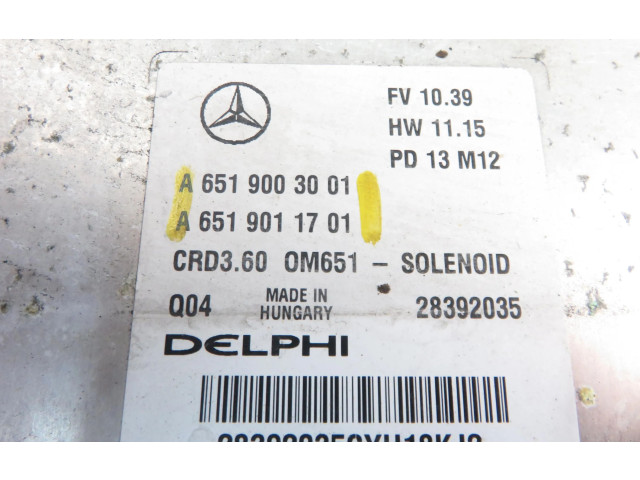 FV 10.39
HW 11.15
PD 13 M12
A 651 900 30 01
A 651 901 17 01
CRD3.60 OM651 – SOLENOID
Q04 MADE IN HUNGARY 28392035
DELPHI